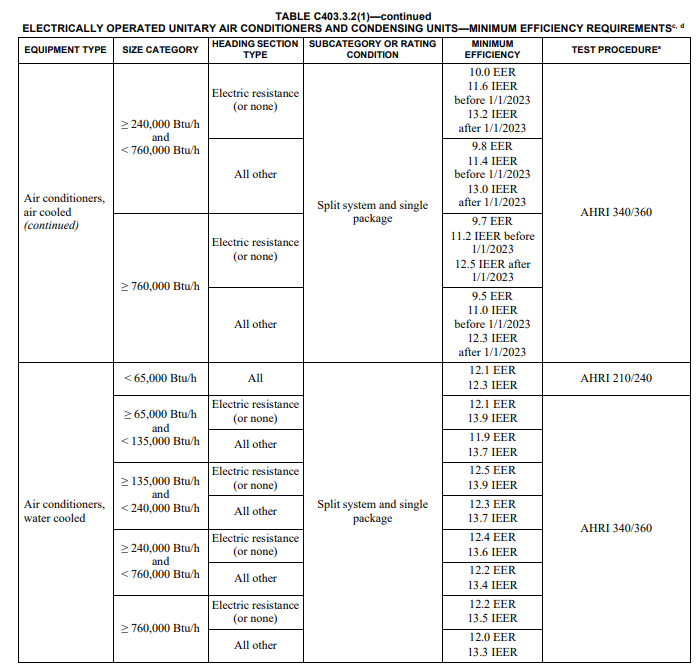 TABLE C403.3.2(1)—continued
ELECTRICALLY OPERATED UNITARY AIR CONDITIONERS AND CONDENSING UNITS—MINIMUM EFFICIENCY REQUIREMENTSc, d
EQUIPMENT TYPE
SIZE CATEGORY
HEADING SECTION
TYPE
SUBCATEGORY OR RATING
CONDITION
MINIMUM
EFFICIENCY
TEST PROCEDUREa
Air conditioners,
air cooled
(continued)
≥ 240,000 Btu/h
and
< 760,000 Btu/h
Electric resistance
(or none)
Split system and single
package
10.0 EER
11.6 IEER
before 1/1/2023
13.2 IEER
after 1/1/2023
AHRI 340/360
All other
9.8 EER
11.4 IEER
before 1/1/2023
13.0 IEER
after 1/1/2023
≥ 760,000 Btu/h
Electric resistance
(or none)
9.7 EER
11.2 IEER before
1/1/2023
12.5 IEER after
1/1/2023
All other
9.5 EER
11.0 IEER
before 1/1/2023
12.3 IEER
after 1/1/2023
Air conditioners,
water cooled
< 65,000 Btu/h
All
Split system and single
package
12.1 EER
12.3 IEER
AHRI 210/240
≥ 65,000 Btu/h
and
< 135,000 Btu/h
Electric resistance
(or none)
12.1 EER
13.9 IEER
AHRI 340/360
All other
11.9 EER
13.7 IEER
≥ 135,000 Btu/h
and
< 240,000 Btu/h
Electric resistance
(or none)
12.5 EER
13.9 IEER
All other
12.3 EER
13.7 IEER
≥ 240,000 Btu/h
and
< 760,000 Btu/h
Electric resistance
(or none)
12.4 EER
13.6 IEER
All other
12.2 EER
13.4 IEER
≥ 760,000 Btu/h
Electric resistance
(or none)
12.2 EER
13.5 IEER
All other
12.0 EER
13.3 IEER